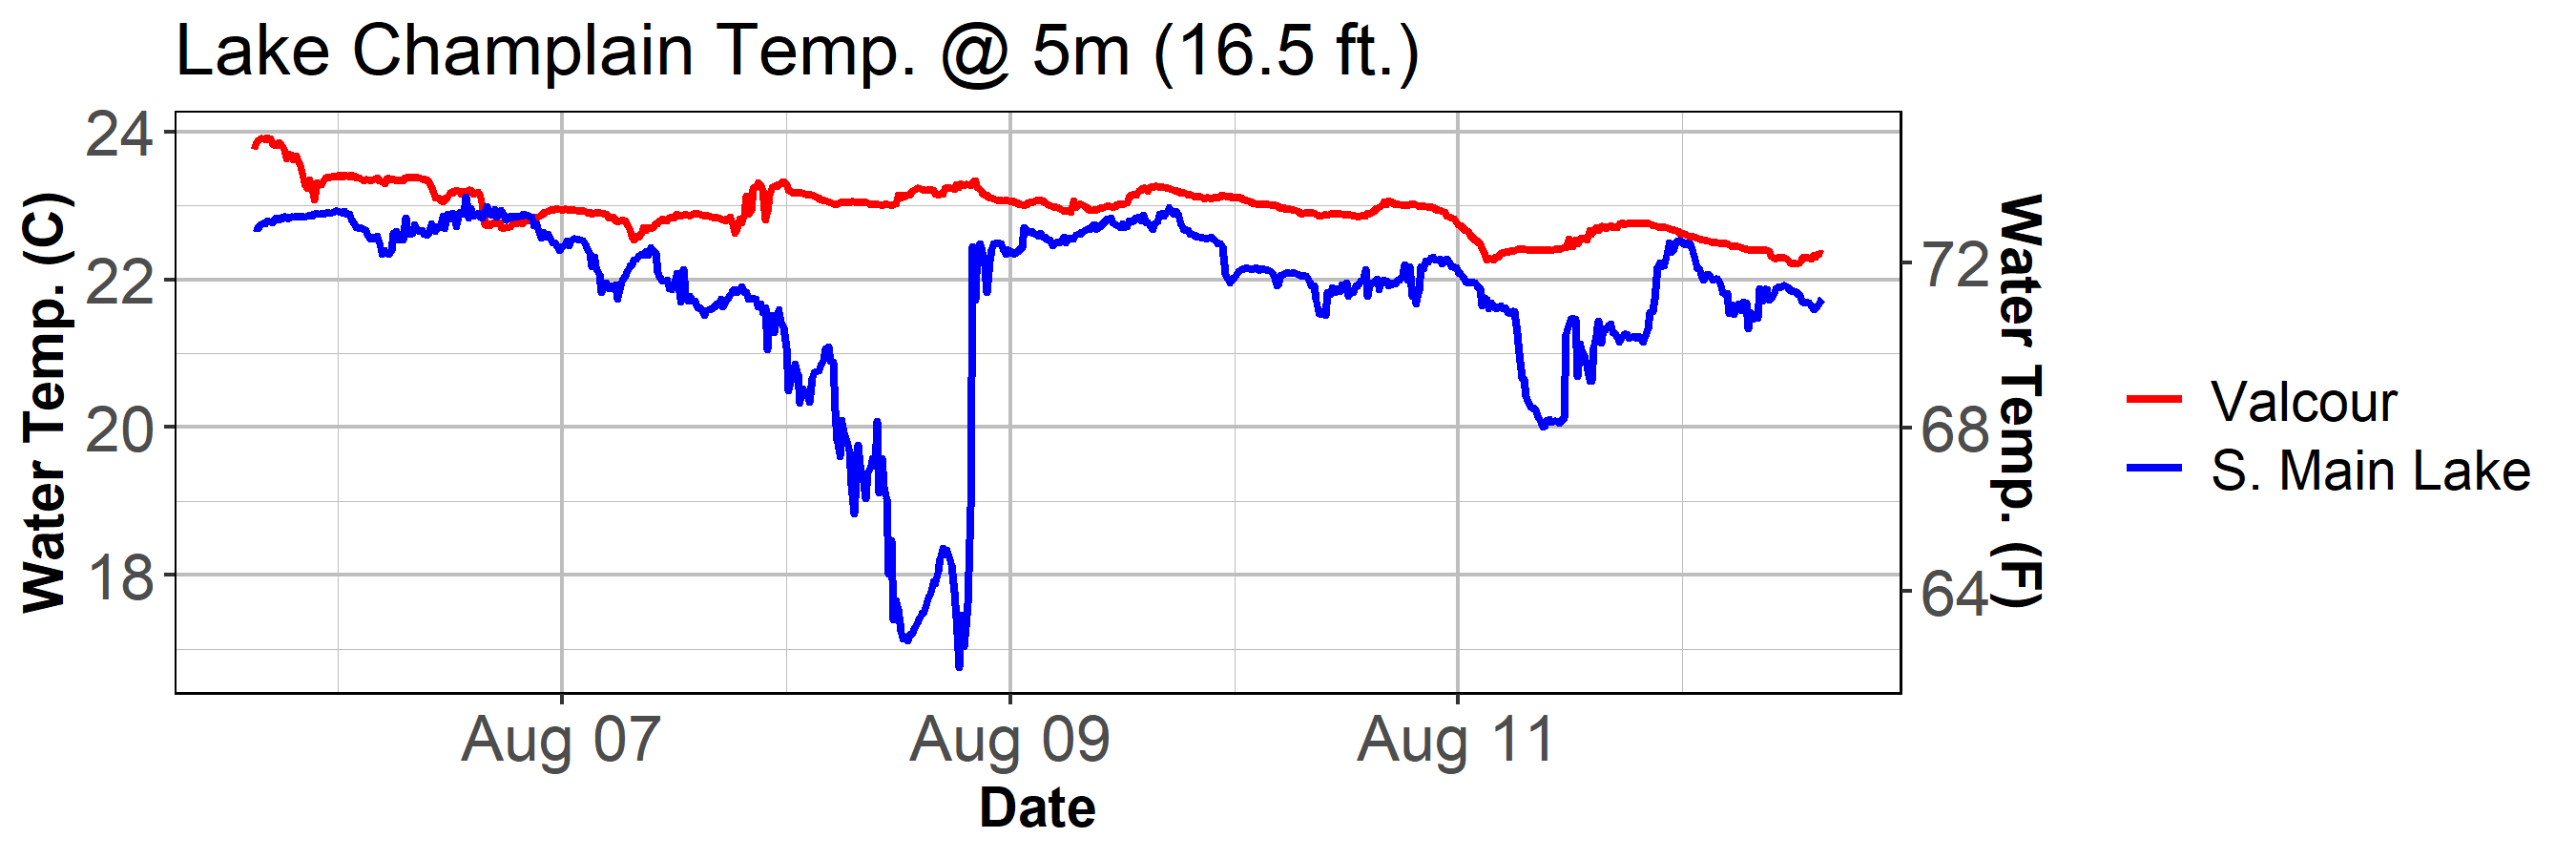 Lake Champlain Temp. @ 5m (16.5 ft.)
Water Temp. (C)
24
22
20
18
72
68
64
Water Temp. (F)
Aug 07
Aug 09
Aug 11
Date
Valcour
S. Main Lake